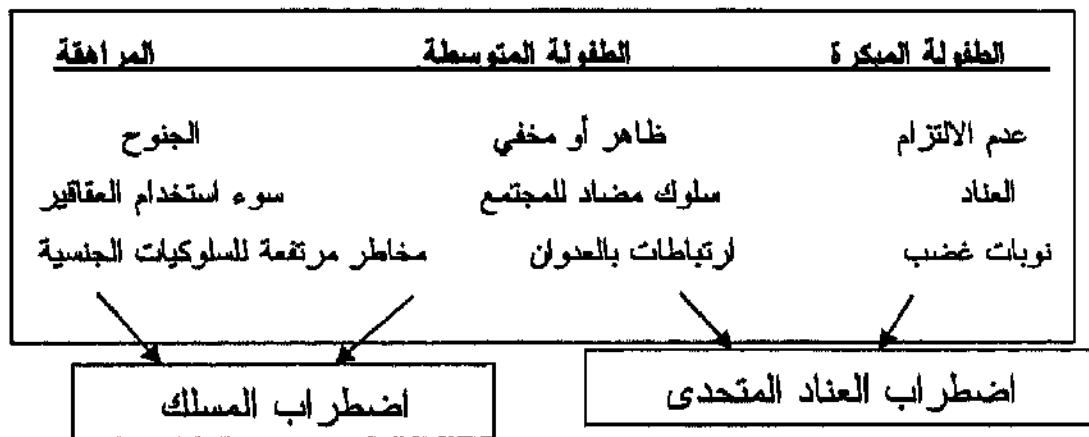 الطفولة المبكرة الطفولة المتوسطة المراهقة
عدم الالتزام ظاهر أو مخفي الجنوح
العناد سلوك مضاد للمجتمع سوء استخدام العقاقير
نوبات غضب ارتباطات بالعدوان مخاطر مرتفعة للسلوكيات الجنسية
اضطراب العناد المتحدى اضطراب المسلك